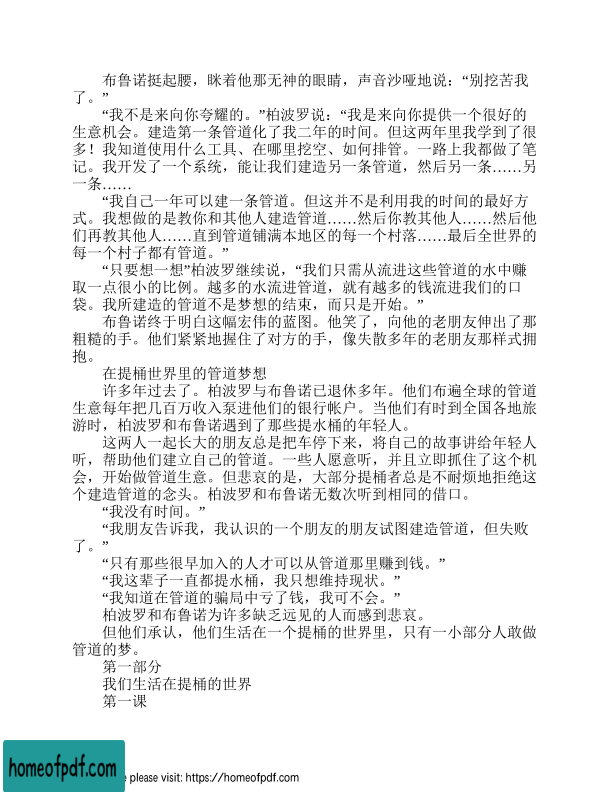 布鲁诺挺起腰，眯着他那无神的眼睛，声音沙哑地说：“别挖苦我
了。”
“我不是来向你夸耀的。”柏波罗说：“我是来向你提供一个很好的
生意机会。建造第一条管道化了我二年的时间。但这两年里我学到了很
多！我知道使用什么工具、在哪里挖空、如何排管。一路上我都做了笔
记。我开发了一个系统，能让我们建造另一条管道，然后另一条……另
一条……
“我自己一年可以建一条管道。但这并不是利用我的时间的最好方
式。我想做的是教你和其他人建造管道……然后你教其他人……然后他
们再教其他人……直到管道铺满本地区的每一个村落……最后全世界的
每一个村子都有管道。”
“只要想一想”柏波罗继续说，“我们只需从流进这些管道的水中赚
取一点很小的比例。越多的水流进管道，就有越多的钱流进我们的口
袋。我所建造的管道不是梦想的结束，而只是开始。”
布鲁诺终于明白这幅宏伟的蓝图。他笑了，向他的老朋友伸出了那
粗糙的手。他们紧紧地握住了对方的手，像失散多年的老朋友那样式拥
抱。
在提桶世界里的管道梦想
许多年过去了。柏波罗与布鲁诺已退休多年。他们布遍全球的管道
生意每年把几百万收入泵进他们的银行帐户。当他们有时到全国各地旅
游时，柏波罗和布鲁诺遇到了那些提水桶的年轻人。
这两人一起长大的朋友总是把车停下来，将自己的故事讲给年轻人
听，帮助他们建立自己的管道。一些人愿意听，并且立即抓住了这个机
会，开始做管道生意。但悲哀的是，大部分提桶者总是不耐烦地拒绝这
个建造管道的念头。柏波罗和布鲁诺无数次听到相同的借口。
“我没有时间。”
“我朋友告诉我，我认识的一个朋友的朋友试图建造管道，但失败
了。”
“只有那些很早加入的人才可以从管道那里赚到钱。”
“我这辈子一直都提水桶，我只想维持现状。”
“我知道在管道的骗局中亏了钱，我可不会。”
柏波罗和布鲁诺为许多缺乏远见的人而感到悲哀。
但他们承认，他们生活在一个提桶的世界里，只有一小部分人敢做
管道的梦。
第一部分
我们生活在提桶的世界
第一课
homeofpdf.com
e please visit: https://homeofpdf.com